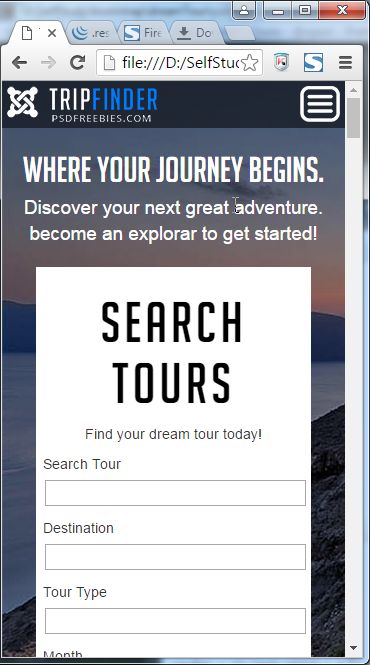 .res
Fire
Do
file:///D:/SelfStuc
TRIPFINDER
PSDFREEBIES.COM
WHERE YOUR JOURNEY BEGINS.
Discover your next great adventure.
become an explorar to get started!
SEARCH
TOURS
Find your dream tour today!
Search Tour
Destination
Tour Type
Month